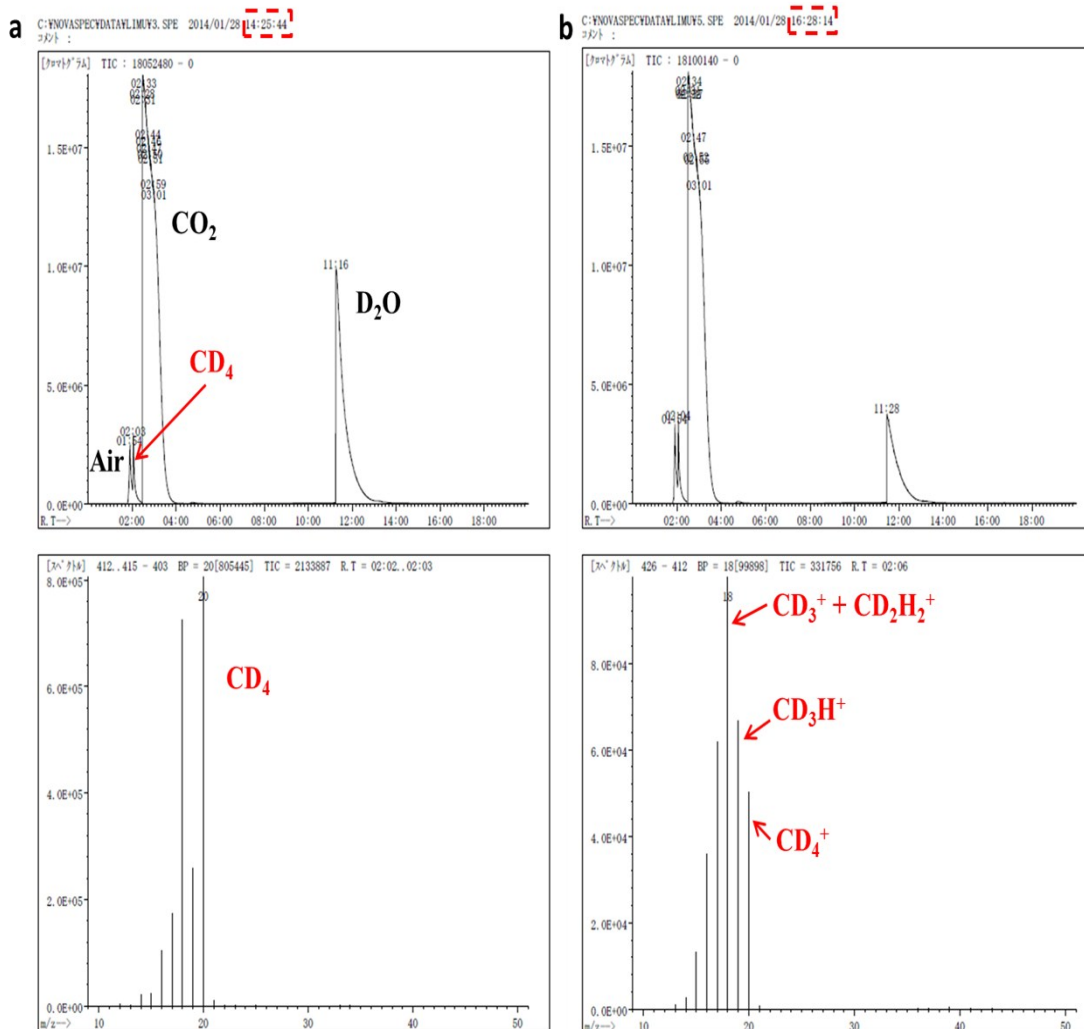 a
C:¥NOVASPEC¥DATA¥LIMU¥3.SPE 2014/01/28 14:25:44
コメント :
[クロマトグラム] TIC : 18052480 - 0
02:33
02:31
02:44
02:51
02:59
03:01
1.5E+07
CO2
1.0E+07
11:16
D2O
CD4
5.0E+06
02:03
01:54
Air
0.0E+00
R.T-->
02:00 04:00 06:00 08:00 10:00 12:00 14:00 16:00 18:00
[スペクトル] 412..415 - 403 BP = 20[805445] TIC = 2133887 R.T = 02:02..02:03
8.0E+05
20
CD4
6.0E+05
4.0E+05
2.0E+05
0.0E+00
m/z-->
10 20 30 40 50
b
C:¥NOVASPEC¥DATA¥LIMU¥5.SPE 2014/01/28 16:28:14
コメント :
[クロマトグラム] TIC : 18100140 - 0
02:34
02:47
03:01
1.5E+07
1.0E+07
5.0E+06
02:04
01:54
11:28
0.0E+00
R.T-->
02:00 04:00 06:00 08:00 10:00 12:00 14:00 16:00 18:00
[スペクトル] 426 - 412 BP = 18[99898] TIC = 331756 R.T = 02:06
18
CD3+ + CD2H2+
8.0E+04
CD3H+
6.0E+04
CD4+
4.0E+04
2.0E+04
0.0E+00
m/z-->
10 20 30 40 50